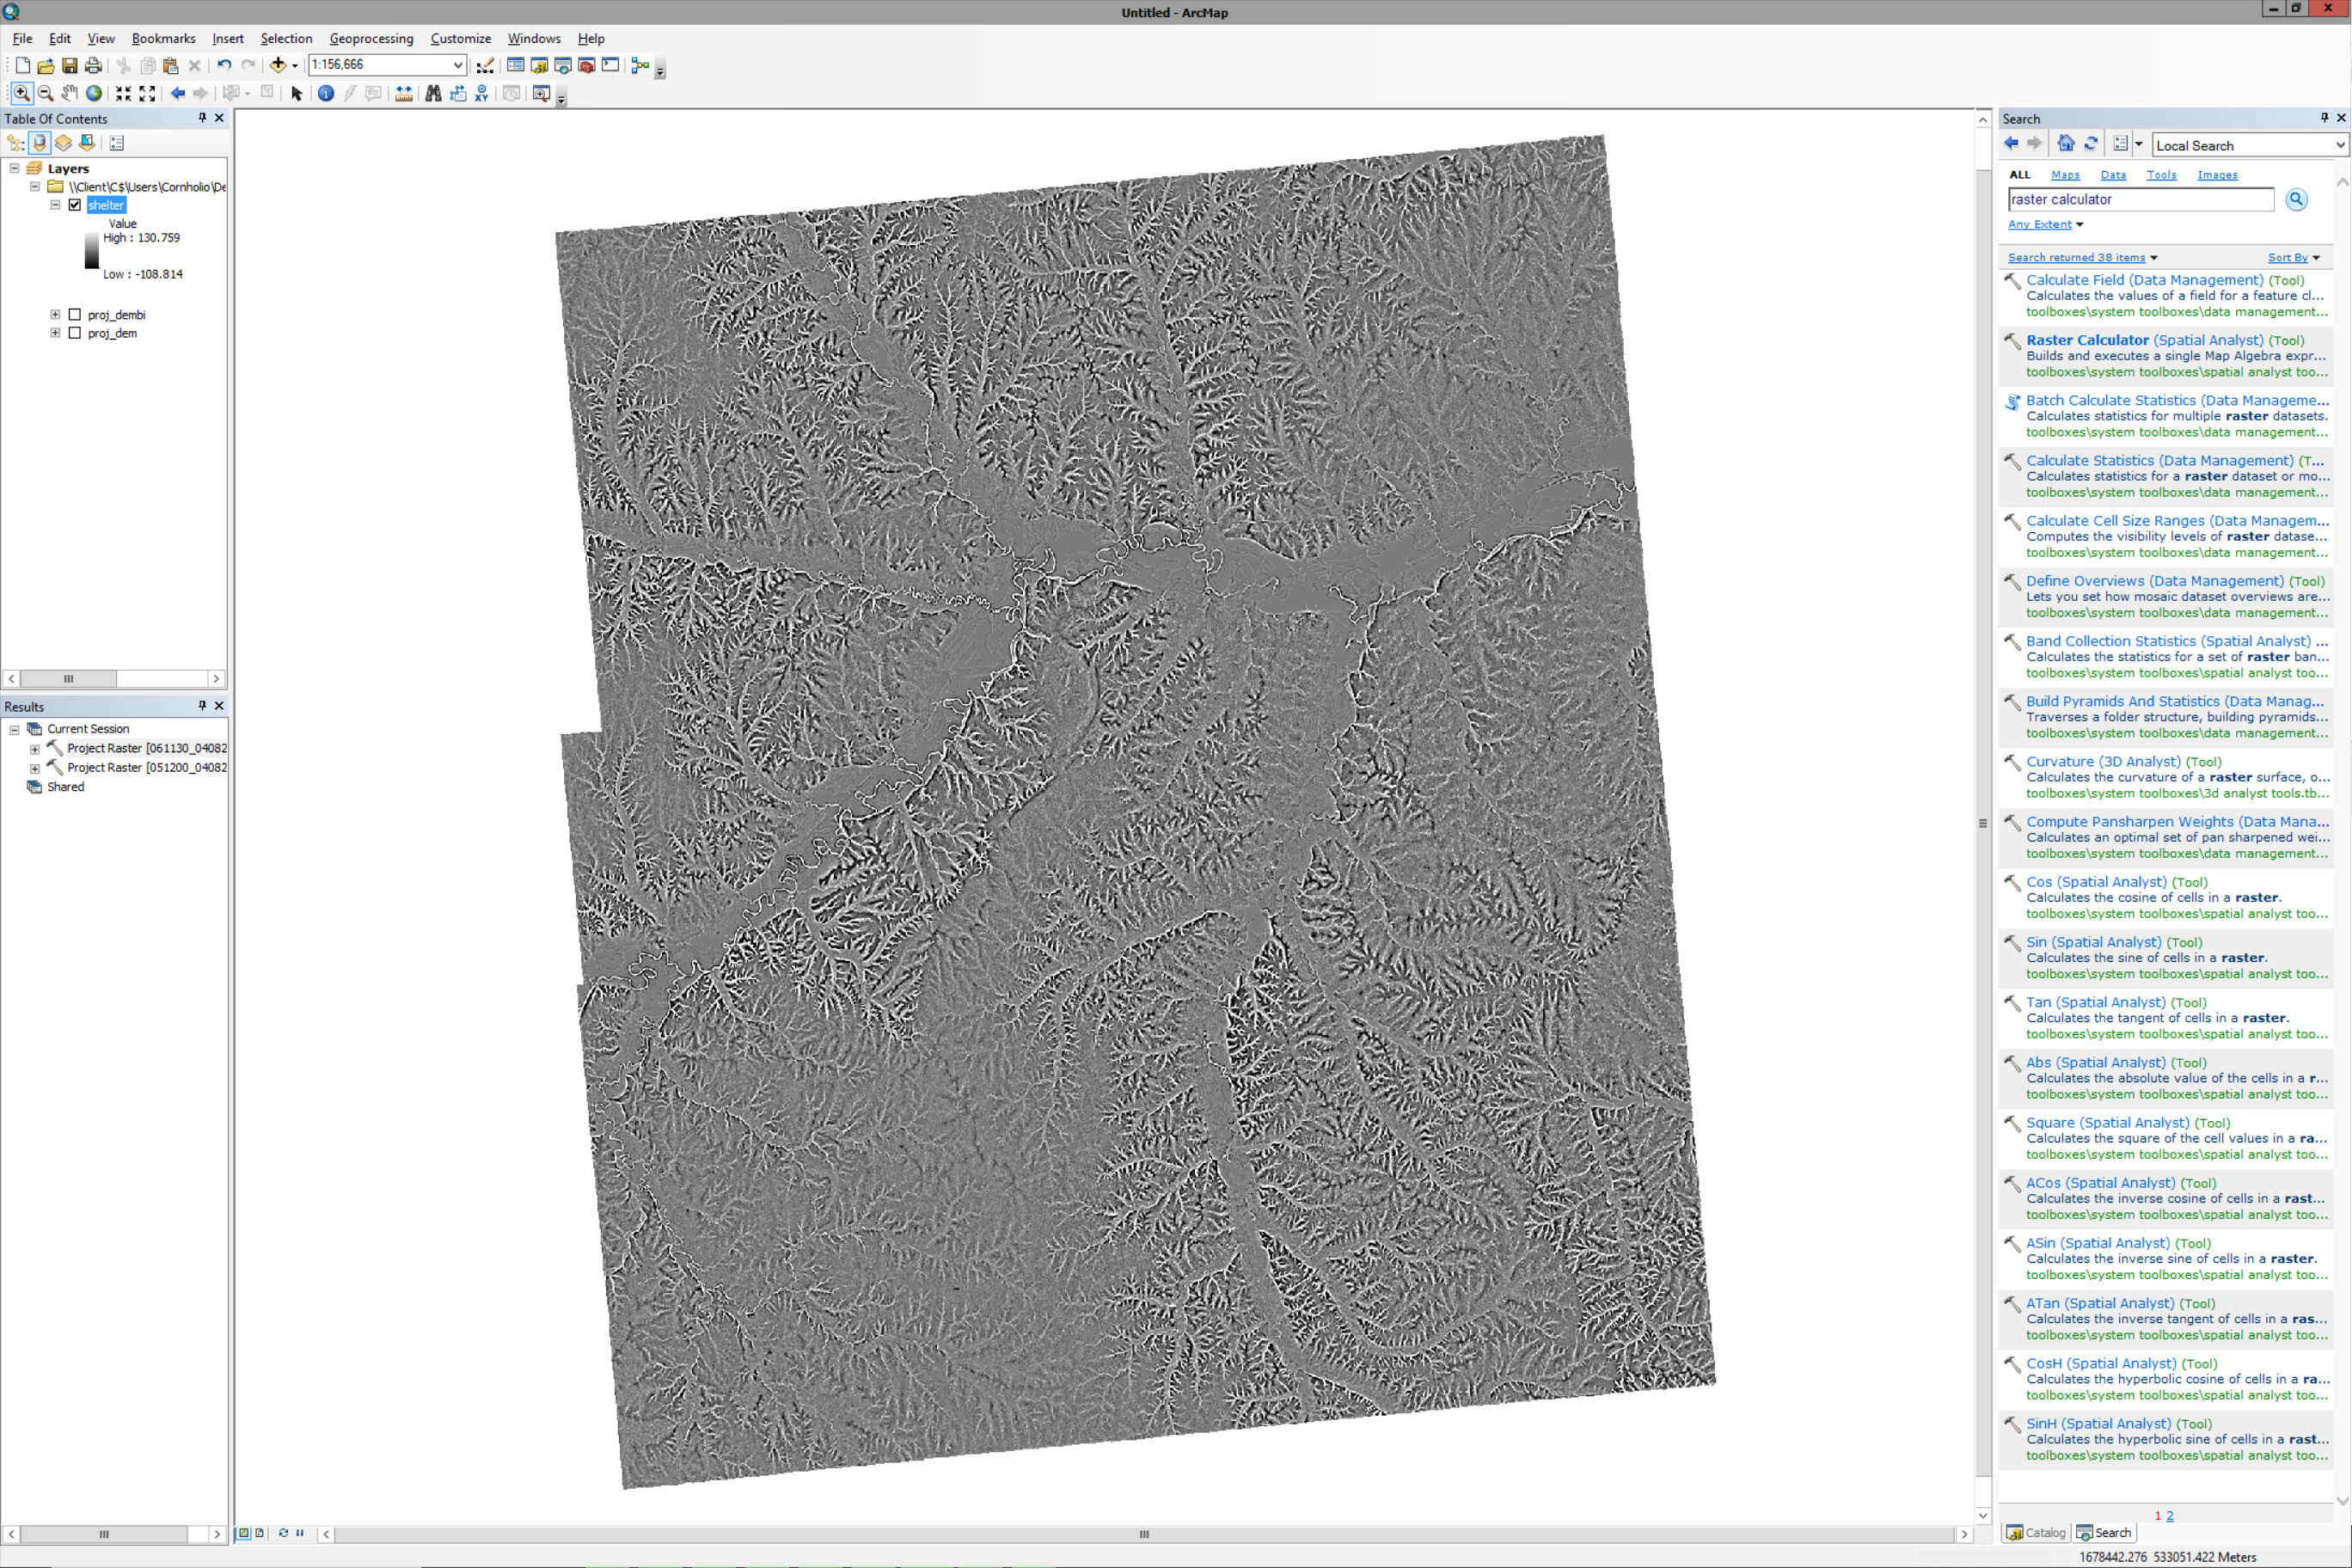 Untitled - ArcMap
File Edit View Bookmarks Insert Selection Geoprocessing Customize Windows Help
1:156,666
Table Of Contents
Layers
\\Client\C$\Users\Cornholio\De
shelter
Value
High : 130.759
Low : -108.814
proj_dembi
proj_dem
Results
Current Session
Project Raster [061130_04082
Project Raster [051200_04082
Shared
Search
Local Search
ALL Maps Data Tools Images
raster calculator
Any Extent
Search returned 38 items Sort By
Calculate Field (Data Management) (Tool)
Calculates the values of a field for a feature cl...
toolboxes\system toolboxes\data management...
Raster Calculator (Spatial Analyst) (Tool)
Builds and executes a single Map Algebra expr...
toolboxes\system toolboxes\spatial analyst too...
Batch Calculate Statistics (Data Manageme...
Calculates statistics for multiple raster datasets.
toolboxes\system toolboxes\data management...
Calculate Statistics (Data Management) (T...
Calculates statistics for a raster dataset or mo...
toolboxes\system toolboxes\data management...
Calculate Cell Size Ranges (Data Managem...
Computes the visibility levels of raster datase...
toolboxes\system toolboxes\data management...
Define Overviews (Data Management) (Tool)
Lets you set how mosaic dataset overviews are...
toolboxes\system toolboxes\data management...
Band Collection Statistics (Spatial Analyst) ...
Calculates the statistics for a set of raster ban...
toolboxes\system toolboxes\spatial analyst too...
Build Pyramids And Statistics (Data Manag...
Traverses a folder structure, building pyramids...
toolboxes\system toolboxes\data management...
Curvature (3D Analyst) (Tool)
Calculates the curvature of a raster surface, o...
toolboxes\system toolboxes\3d analyst tools.tb...
Compute Pansharpen Weights (Data Mana...
Calculates an optimal set of pan sharpened wei...
toolboxes\system toolboxes\data management...
Cos (Spatial Analyst) (Tool)
Calculates the cosine of cells in a raster.
toolboxes\system toolboxes\spatial analyst too...
Sin (Spatial Analyst) (Tool)
Calculates the sine of cells in a raster.
toolboxes\system toolboxes\spatial analyst too...
Tan (Spatial Analyst) (Tool)
Calculates the tangent of cells in a raster.
toolboxes\system toolboxes\spatial analyst too...
Abs (Spatial Analyst) (Tool)
Calculates the absolute value of the cells in a r...
toolboxes\system toolboxes\spatial analyst too...
Square (Spatial Analyst) (Tool)
Calculates the square of the cell values in a ra...
toolboxes\system toolboxes\spatial analyst too...
ACos (Spatial Analyst) (Tool)
Calculates the inverse cosine of cells in a rast...
toolboxes\system toolboxes\spatial analyst too...
ASin (Spatial Analyst) (Tool)
Calculates the inverse sine of cells in a raster.
toolboxes\system toolboxes\spatial analyst too...
ATan (Spatial Analyst) (Tool)
Calculates the inverse tangent of cells in a ras...
toolboxes\system toolboxes\spatial analyst too...
CosH (Spatial Analyst) (Tool)
Calculates the hyperbolic cosine of cells in a ra...
toolboxes\system toolboxes\spatial analyst too...
SinH (Spatial Analyst) (Tool)
Calculates the hyperbolic sine of cells in a rast...
toolboxes\system toolboxes\spatial analyst too...
1 2
Catalog Search
1678442.276 533051.422 Meters